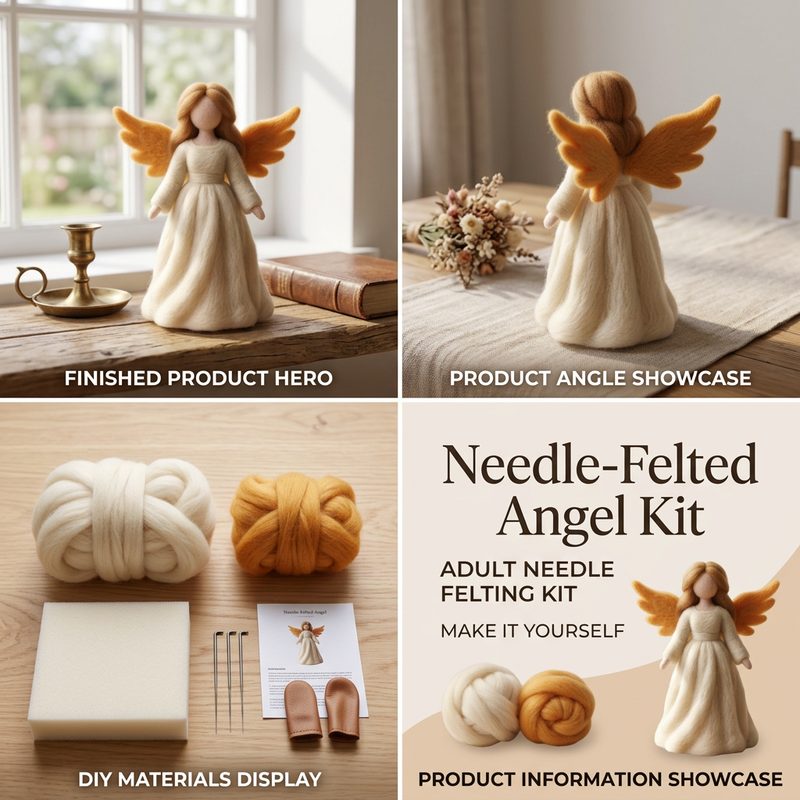 FINISHED PRODUCT HERO
PRODUCT ANGLE SHOWCASE
Needle-Felted Angel
DIY MATERIALS DISPLAY
Needle-Felted
Angel Kit
ADULT NEEDLE
FELTING KIT
MAKE IT YOURSELF
PRODUCT INFORMATION SHOWCASE